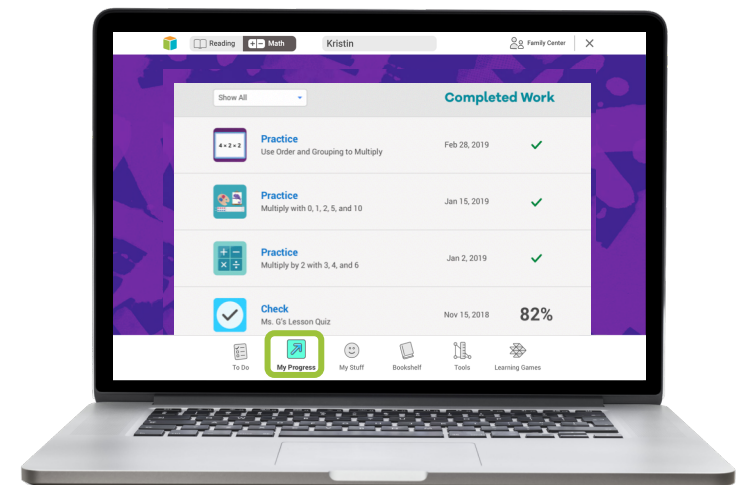 Reading
+ − Math
Kristin
Family Center
Show All
Completed Work
4 × 2 × 2
Practice
Use Order and Grouping to Multiply
Feb 28, 2019
Practice
Multiply with 0, 1, 2, 5, and 10
Jan 15, 2019
+ −
× ÷
Practice
Multiply by 2 with 3, 4, and 6
Jan 2, 2019
Check
Ms. G's Lesson Quiz
Nov 15, 2018
82%
To Do
My Progress
My Stuff
Bookshelf
Tools
Learning Games